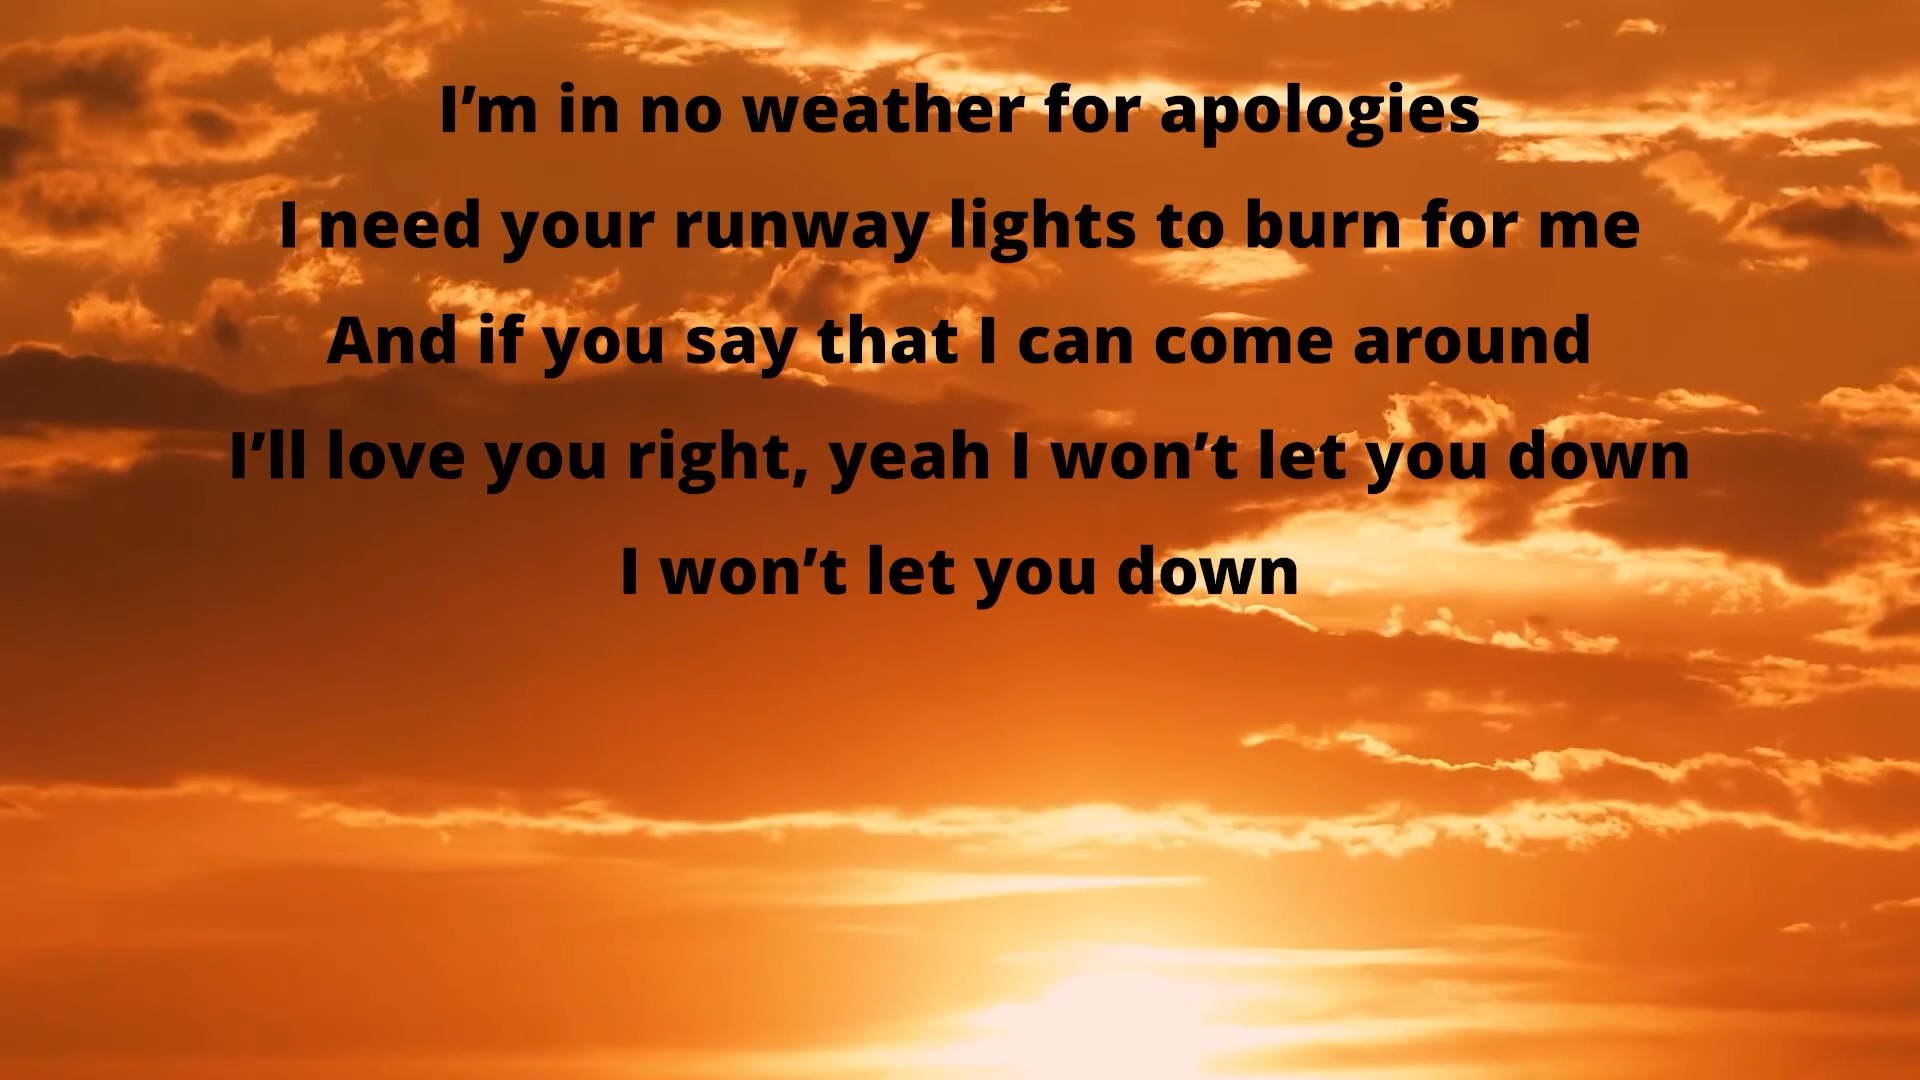 I’m in no weather for apologies
I need your runway lights to burn for me
And if you say that I can come around
I’ll love you right, yeah I won’t let you down
I won’t let you down